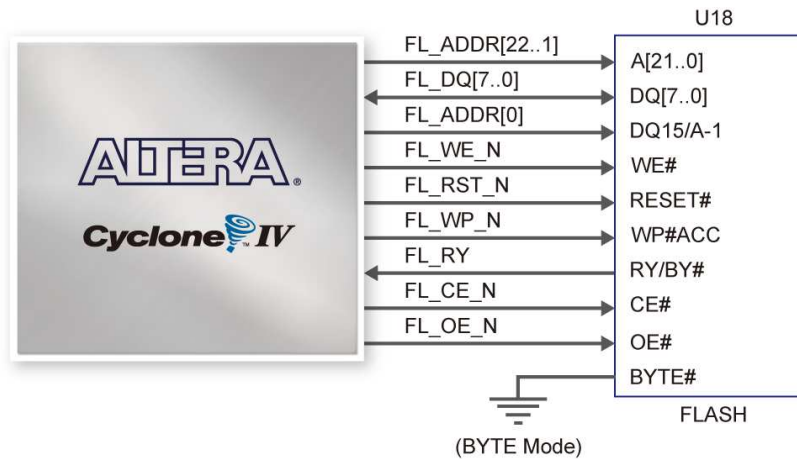 U18
FL_ADDR[22..1] A[21..0]
FL_DQ[7..0] DQ[7..0]
FL_ADDR[0] DQ15/A-1
FL_WE_N WE#
FL_RST_N RESET#
FL_WP_N WP#ACC
FL_RY RY/BY#
FL_CE_N CE#
FL_OE_N OE#
BYTE#
ALTERA®
Cyclone™ IV
FLASH
(BYTE Mode)